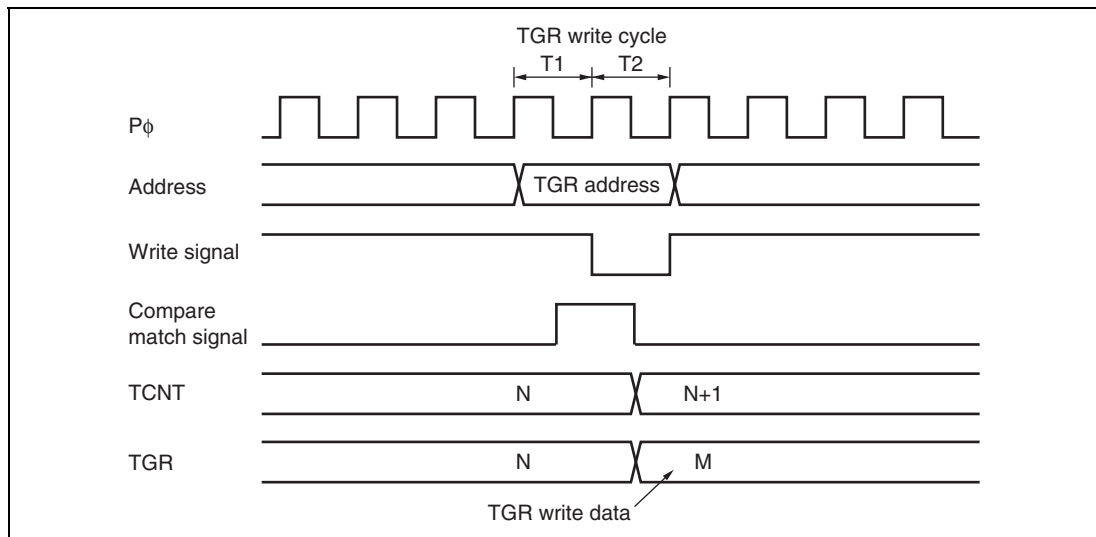 TGR write cycle
T1 T2
Pϕ
Address
TGR address
Write signal
Compare
match signal
TCNT
N
N+1
TGR
N
M
TGR write data